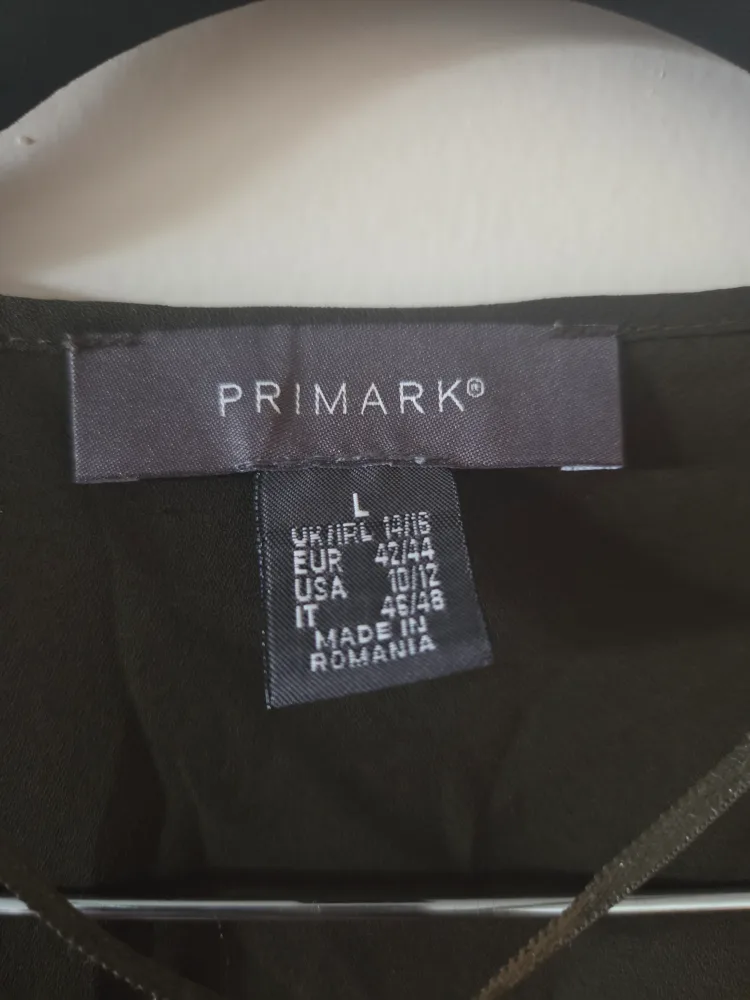 PRIMARK®
L
UK/IRL 14/16
EUR 42/44
USA 10/12
IT 46/48
MADE IN
ROMANIA